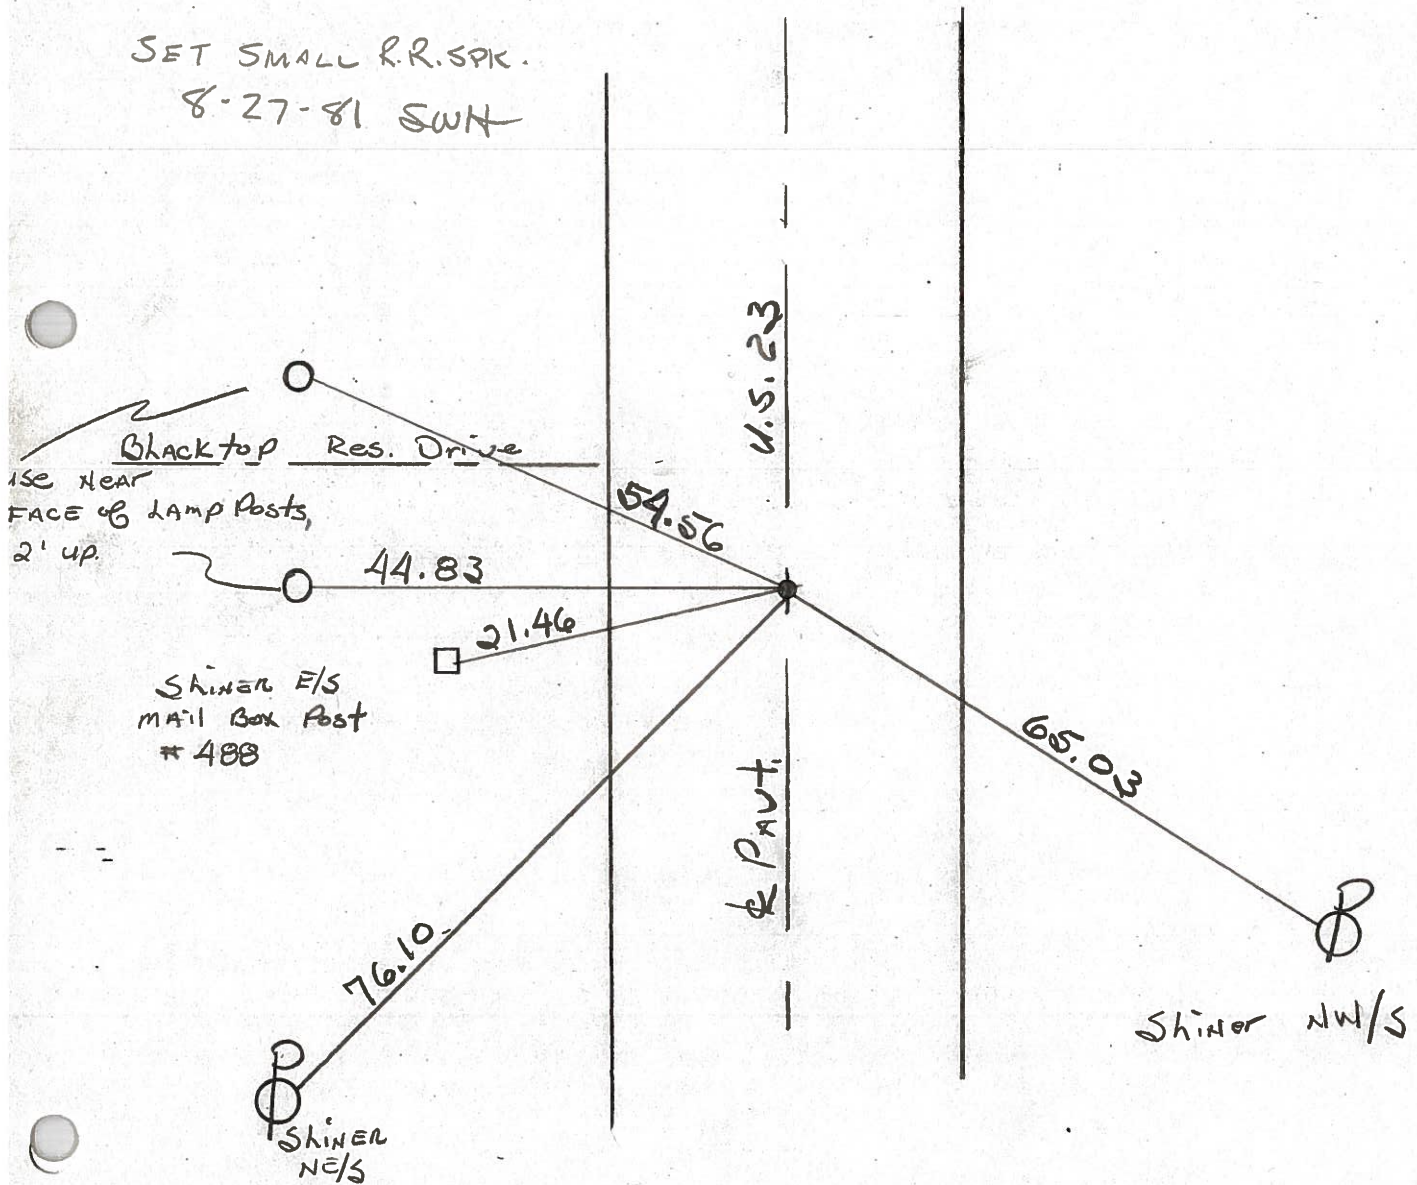 SET SMALL R.R. SPK.
8-27-81 SWH
U.S. 23
Blacktop Res. Drive
use Near
FACE of LAMP Posts,
2' up.
54.56
44.83
21.46
Shiner E/S
MAil Box Post
# 488
65.03
℄ PAVT.
76.10
Shiner NW/S
Shiner
NE/S